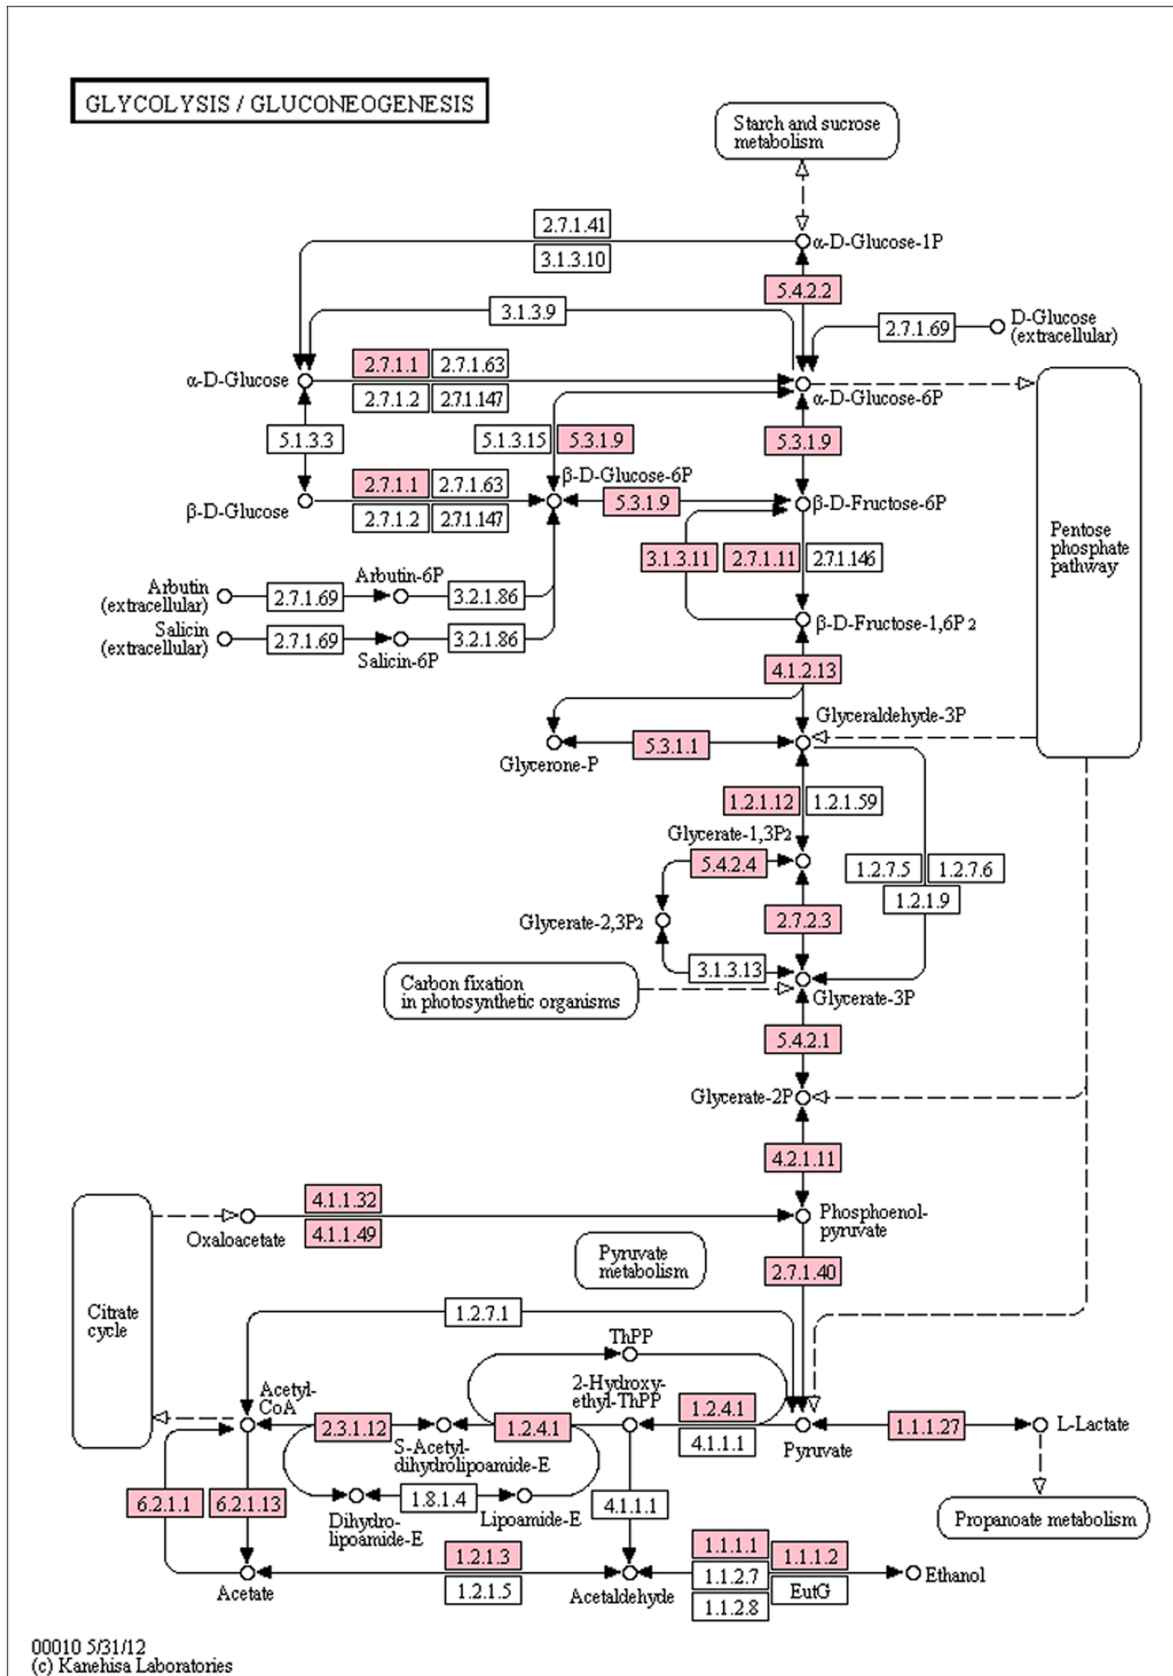 GLYCOLYSIS / GLUCONEOGENESIS
Starch and sucrose
metabolism
2.7.1.41
α-D-Glucose-1P
3.1.3.10
5.4.2.2
3.1.3.9
2.7.1.69
D-Glucose
(extracellular)
2.7.1.1
2.7.1.63
α-D-Glucose
2.7.1.2
2.7.1.147
α-D-Glucose-6P
5.1.3.3
5.1.3.15
5.3.1.9
5.3.1.9
β-D-Glucose-6P
2.7.1.1
2.7.1.63
β-D-Glucose
2.7.1.2
2.7.1.147
5.3.1.9
β-D-Fructose-6P
Pentose
phosphate
pathway
3.1.3.11
2.7.1.11
2.7.1.146
Arbutin
(extracellular)
2.7.1.69
Arbutin-6P
3.2.1.86
β-D-Fructose-1,6P2
Salicin
(extracellular)
2.7.1.69
Salicin-6P
3.2.1.86
4.1.2.13
Glyceraldehyde-3P
5.3.1.1
Glycerone-P
1.2.1.12
1.2.1.59
Glycerate-1,3P2
5.4.2.4
1.2.7.5
1.2.7.6
1.2.1.9
Glycerate-2,3P2
2.7.2.3
3.1.3.13
Carbon fixation
in photosynthetic organisms
Glycerate-3P
5.4.2.1
Glycerate-2P
4.2.1.11
4.1.1.32
Oxaloacetate
4.1.1.49
Phosphoenol-
pyruvate
Pyruvate
metabolism
2.7.1.40
Citrate
cycle
1.2.7.1
ThPP
2-Hydroxy-
ethyl-ThPP
Acetyl-
CoA
2.3.1.12
1.2.4.1
1.2.4.1
4.1.1.1
Pyruvate
1.1.1.27
L-Lactate
S-Acetyl-
dihydrolipoamide-E
6.2.1.1
6.2.1.13
1.8.1.4
Dihydro-
lipoamide-E
Lipoamide-E
4.1.1.1
Propanoate metabolism
1.2.1.3
1.2.1.5
Acetate
Acetaldehyde
1.1.1.1
1.1.1.2
1.1.2.7
EutG
1.1.2.8
Ethanol
00010 5/31/12
(c) Kanehisa Laboratories